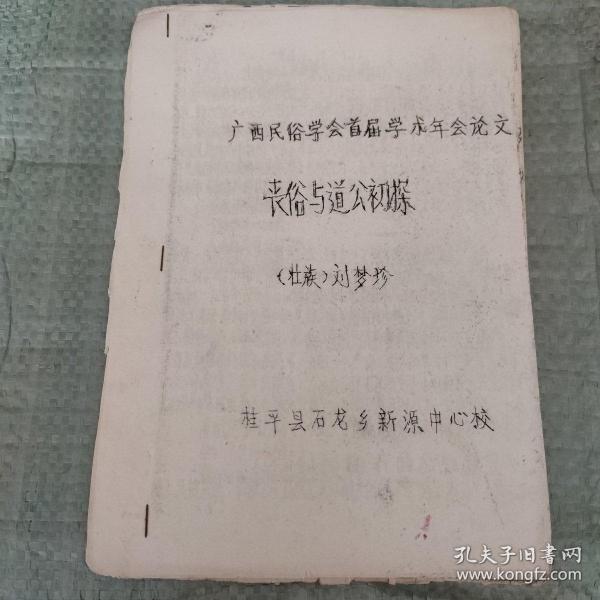 广西民俗学会首届学术年会论文
丧俗与道公初探
（壮族）刘梦珍
桂平县石龙乡新源中心校
孔夫子旧书网
www.kongfz.com